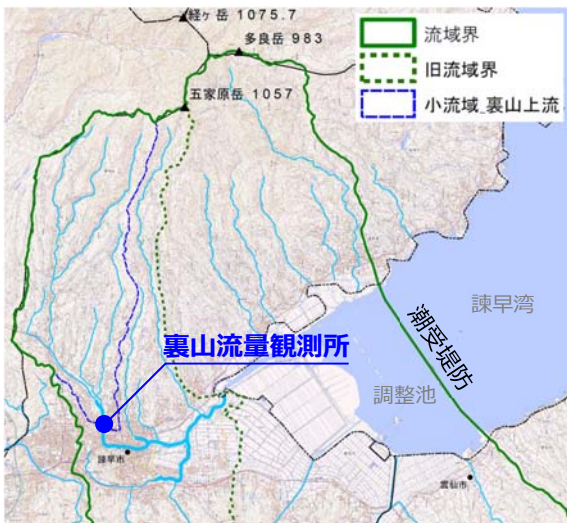 経ヶ岳 1075.7
多良岳 983
五家原岳 1057
流域界
旧流域界
小流域_裏山上流
諫早湾
潮受堤防
裏山流量観測所
調整池
諫早市
雲仙市